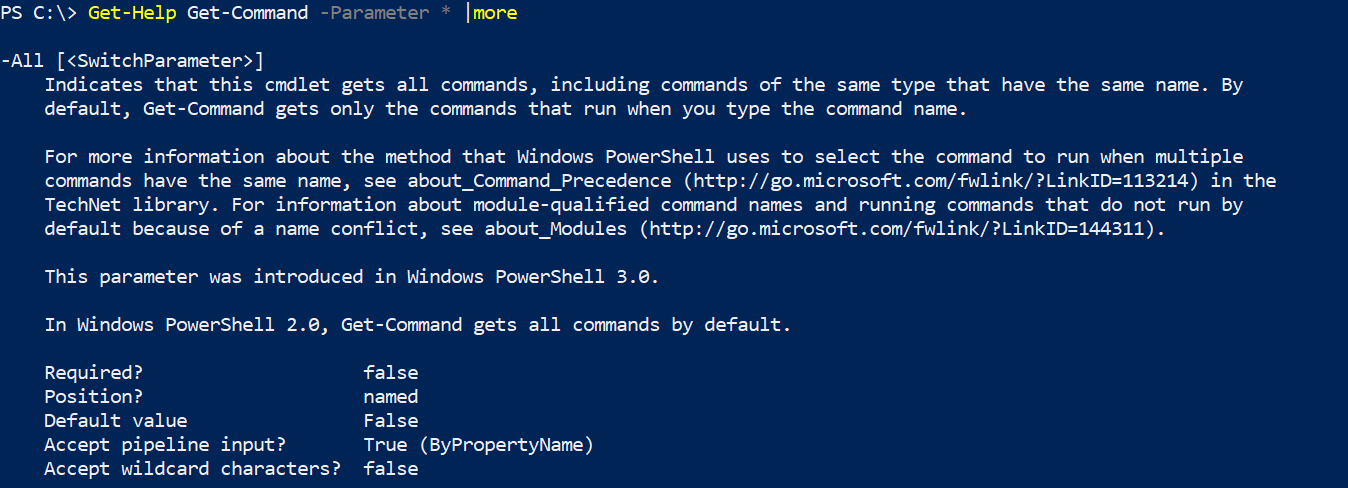 PS C:\> Get-Help Get-Command -Parameter * |more
-All [<SwitchParameter>]
Indicates that this cmdlet gets all commands, including commands of the same type that have the same name. By
default, Get-Command gets only the commands that run when you type the command name.
For more information about the method that Windows PowerShell uses to select the command to run when multiple
commands have the same name, see about_Command_Precedence (http://go.microsoft.com/fwlink/?LinkID=113214) in the
TechNet library. For information about module-qualified command names and running commands that do not run by
default because of a name conflict, see about_Modules (http://go.microsoft.com/fwlink/?LinkID=144311).
This parameter was introduced in Windows PowerShell 3.0.
In Windows PowerShell 2.0, Get-Command gets all commands by default.
Required? false
Position? named
Default value False
Accept pipeline input? True (ByPropertyName)
Accept wildcard characters? false